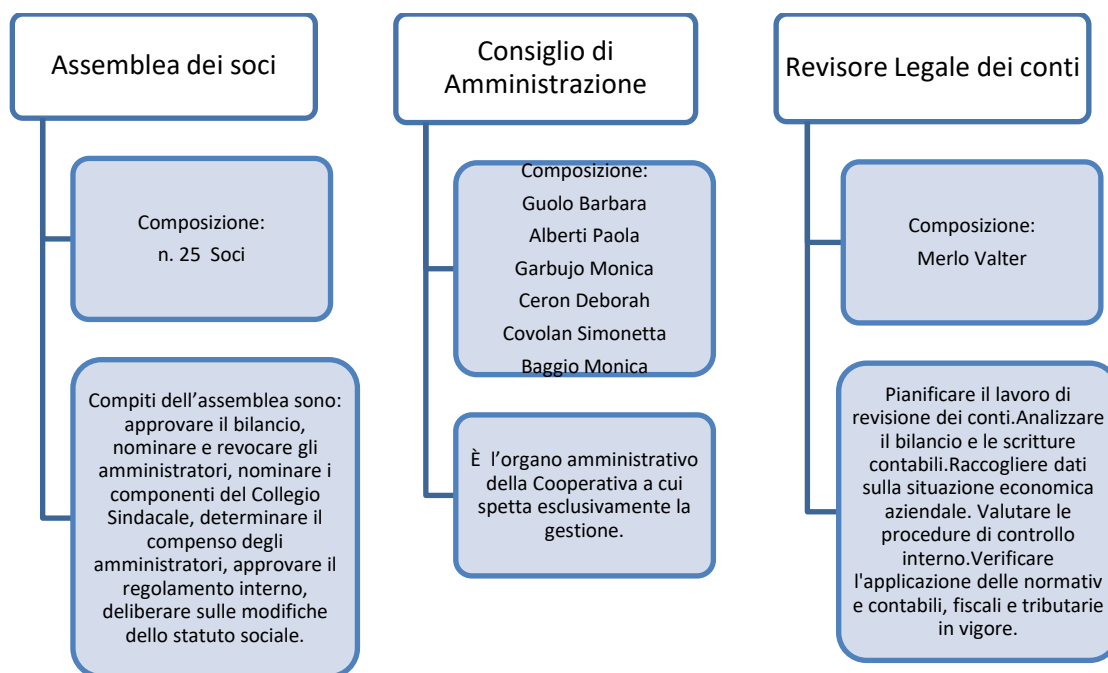 Assemblea dei soci
Composizione:
n. 25 Soci
Compiti dell’assemblea sono:
approvare il bilancio,
nominare e revocare gli
amministratori, nominare i
componenti del Collegio
Sindacale, determinare il
compenso degli
amministratori, approvare il
regolamento interno,
deliberare sulle modifiche
dello statuto sociale.
Consiglio di
Amministrazione
Composizione:
Guolo Barbara
Alberti Paola
Garbujo Monica
Ceron Deborah
Covolan Simonetta
Baggio Monica
È l’organo amministrativo
della Cooperativa a cui
spetta esclusivamente la
gestione.
Revisore Legale dei conti
Composizione:
Merlo Valter
Pianificare il lavoro di
revisione dei conti.Analizzare
il bilancio e le scritture
contabili.Raccogliere dati
sulla situazione economica
aziendale. Valutare le
procedure di controllo
interno.Verificare
l'applicazione delle normativ
e contabili, fiscali e tributarie
in vigore.